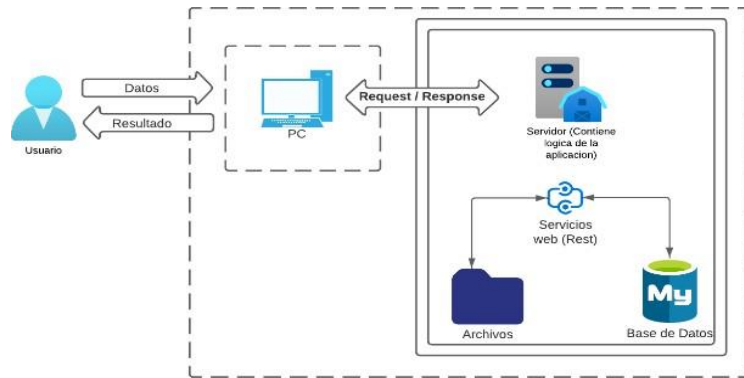 Datos
Resultado
Usuario
PC
Request / Response
Servidor (Contiene
logica de la
aplicacion)
Servicios
web (Rest)
Archivos
My
Base de Datos